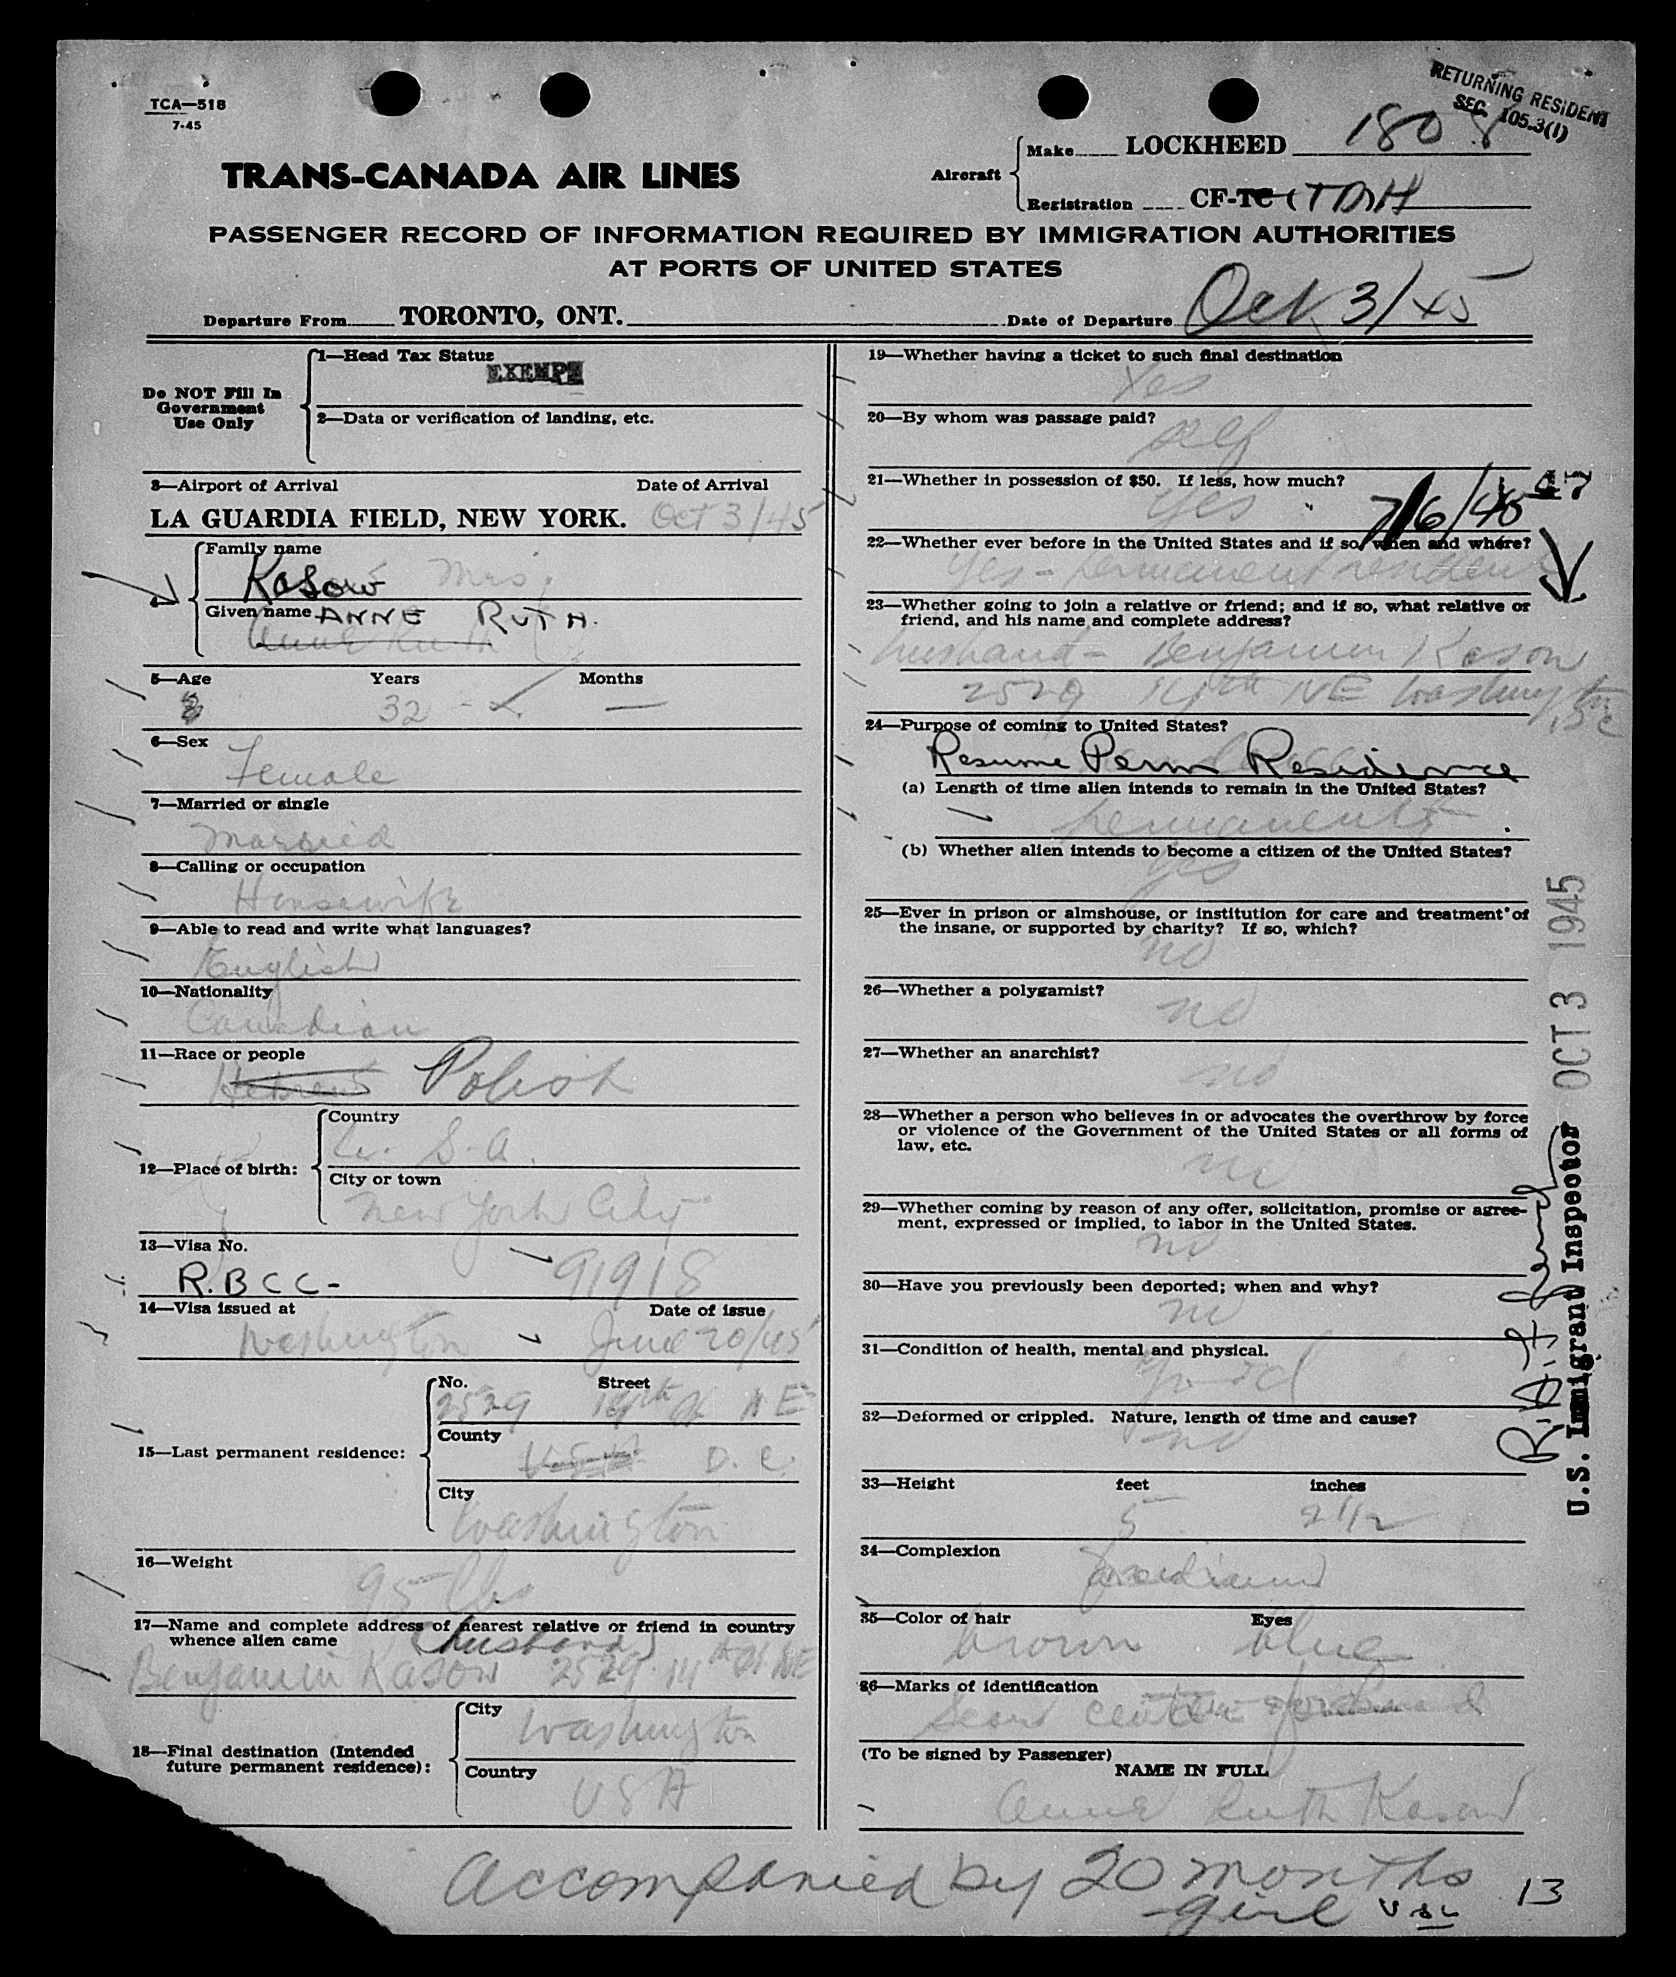 TCA—518
7-45
RETURNING RESIDENT
SEC. 105.3(1)
TRANS-CANADA AIR LINES
Aircraft
Make LOCKHEED 180 8
Registration CF-TC
PASSENGER RECORD OF INFORMATION REQUIRED BY IMMIGRATION AUTHORITIES
AT PORTS OF UNITED STATES
Departure From TORONTO, ONT. Date of Departure Oct 3/45
Do NOT Fill In
Government
Use Only
1—Head Tax Status
EXEMPT
2—Data or verification of landing, etc.
3—Airport of Arrival Date of Arrival
LA GUARDIA FIELD, NEW YORK. Oct 3/45
4— Family name
Kasow Mrs.
Given name ANNE RUTH.
Anne Ruth
5—Age Years Months
32 - —
6—Sex
Female
7—Married or single
Married
8—Calling or occupation
Housewife
9—Able to read and write what languages?
English
10—Nationality
Canadian
11—Race or people
Hebrew Polish
12—Place of birth:
Country
U. S. A.
City or town
New York City
13—Visa No.
R.B C C - 91918
14—Visa issued at Date of issue
Washington June 20/45
15—Last permanent residence:
No. Street
2529 14th St N E
County
D. C.
City
Washington
16—Weight
95 lbs
17—Name and complete address of nearest relative or friend in country
whence alien came (husband)
Benjamin Kasow 2529 14th St NE
18—Final destination (Intended
future permanent residence):
City
Washington
Country
USA
19—Whether having a ticket to such final destination
Yes
20—By whom was passage paid?
self
21—Whether in possession of $50. If less, how much?
yes
22—Whether ever before in the United States and if so, when and where?
Yes - permanent resident
23—Whether going to join a relative or friend; and if so, what relative or
friend, and his name and complete address?
husband - Benjamin Kasow
2529 14th NE Washington, DC
24—Purpose of coming to United States?
Resume Perm Residence
(a) Length of time alien intends to remain in the United States?
permanently
(b) Whether alien intends to become a citizen of the United States?
yes
25—Ever in prison or almshouse, or institution for care and treatment of
the insane, or supported by charity? If so, which?
no
26—Whether a polygamist?
no
27—Whether an anarchist?
no
28—Whether a person who believes in or advocates the overthrow by force
or violence of the Government of the United States or all forms of
law, etc.
no
29—Whether coming by reason of any offer, solicitation, promise or agree-
ment, expressed or implied, to labor in the United States.
no
30—Have you previously been deported; when and why?
no
31—Condition of health, mental and physical.
good
32—Deformed or crippled. Nature, length of time and cause?
no
33—Height feet inches
5 2 1/2
34—Complexion
medium
35—Color of hair Eyes
brown blue
36—Marks of identification
Scar center forehead
(To be signed by Passenger)
NAME IN FULL
Anne Ruth Kasow
OCT 3 1945
U.S. Immigrant Inspector
Accompanied by 20 months
girl
13